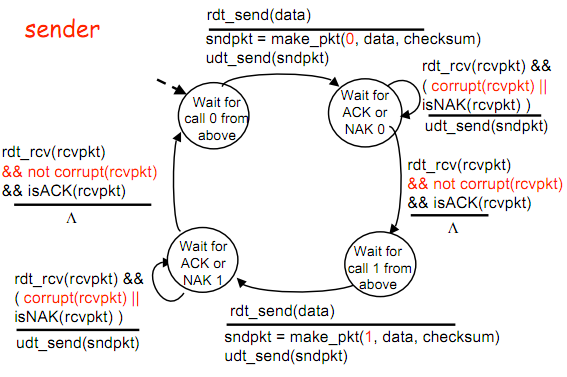 sender
rdt_send(data)
sndpkt = make_pkt(0, data, checksum)
udt_send(sndpkt)
Wait for
call 0 from
above
Wait for
ACK or
NAK 0
rdt_rcv(rcvpkt) &&
( corrupt(rcvpkt) ||
isNAK(rcvpkt) )
udt_send(sndpkt)
rdt_rcv(rcvpkt)
&& not corrupt(rcvpkt)
&& isACK(rcvpkt)
Λ
rdt_rcv(rcvpkt)
&& not corrupt(rcvpkt)
&& isACK(rcvpkt)
Λ
Wait for
ACK or
NAK 1
Wait for
call 1 from
above
rdt_rcv(rcvpkt) &&
( corrupt(rcvpkt) ||
isNAK(rcvpkt) )
udt_send(sndpkt)
rdt_send(data)
sndpkt = make_pkt(1, data, checksum)
udt_send(sndpkt)